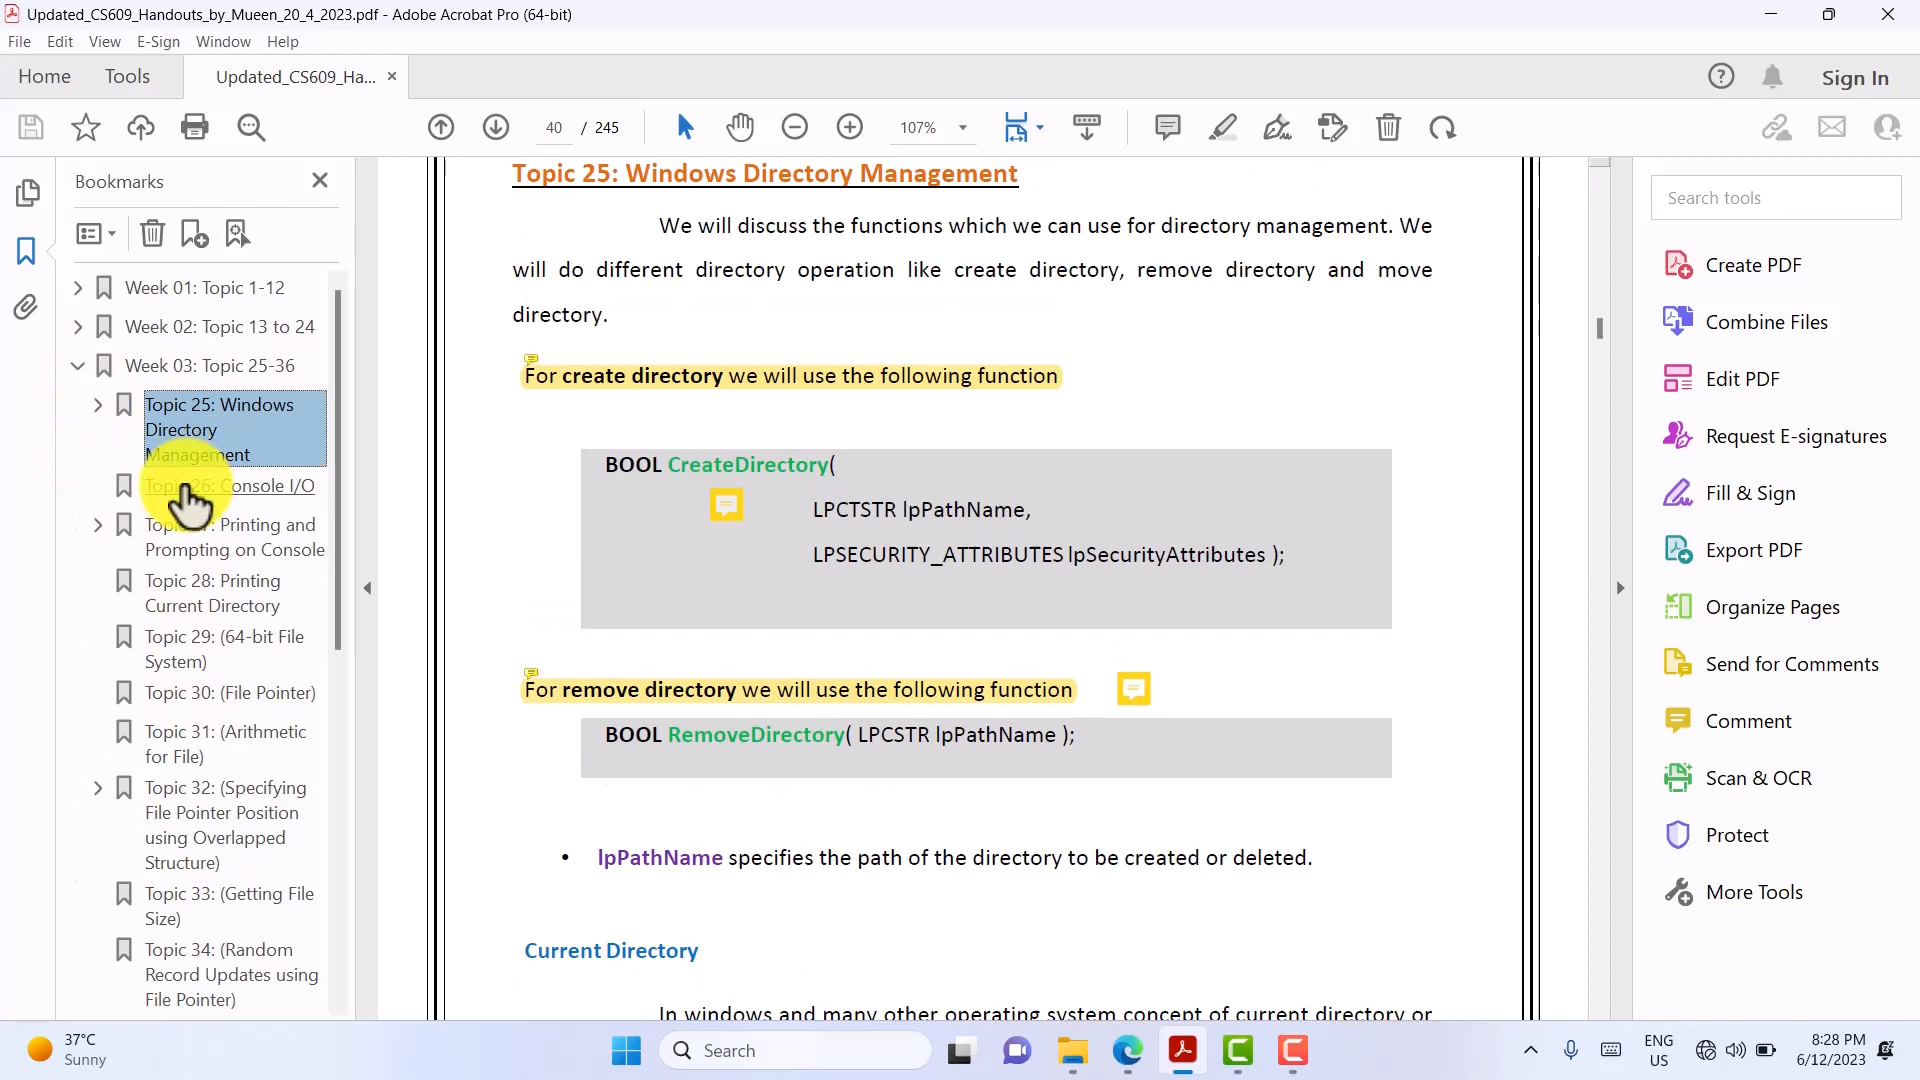 Updated_CS609_Handouts_by_Mueen_20_4_2023.pdf - Adobe Acrobat Pro (64-bit)
File Edit View E-Sign Window Help
Home Tools Updated_CS609_Ha... Sign In
40 / 245 107%
Bookmarks
Week 01: Topic 1-12
Week 02: Topic 13 to 24
Week 03: Topic 25-36
Topic 25: Windows
Directory
Management
Topic 26: Console I/O
Topic 27: Printing and
Prompting on Console
Topic 28: Printing
Current Directory
Topic 29: (64-bit File
System)
Topic 30: (File Pointer)
Topic 31: (Arithmetic
for File)
Topic 32: (Specifying
File Pointer Position
using Overlapped
Structure)
Topic 33: (Getting File
Size)
Topic 34: (Random
Record Updates using
File Pointer)
Topic 25: Windows Directory Management
We will discuss the functions which we can use for directory management. We
will do different directory operation like create directory, remove directory and move
directory.
For create directory we will use the following function
BOOL CreateDirectory(
LPCTSTR lpPathName,
LPSECURITY_ATTRIBUTES lpSecurityAttributes );
For remove directory we will use the following function
BOOL RemoveDirectory( LPCSTR lpPathName );
• lpPathName specifies the path of the directory to be created or deleted.
Current Directory
In windows and many other operating system concept of current directory or
Search tools
Create PDF
Combine Files
Edit PDF
Request E-signatures
Fill & Sign
Export PDF
Organize Pages
Send for Comments
Comment
Scan & OCR
Protect
More Tools
37°C
Sunny
Search
ENG
US
8:28 PM
6/12/2023